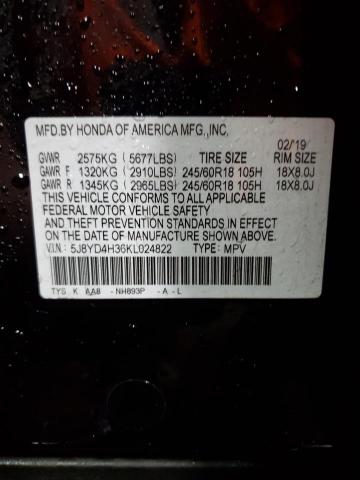 MFD.BY HONDA OF AMERICA MFG.,INC. 02/19
GVWR 2575KG (5677LBS) TIRE SIZE RIM SIZE
GAWR F 1320KG (2910LBS) 245/60R18 105H 18X8.0J
GAWR R 1345KG (2965LBS) 245/60R18 105H 18X8.0J
THIS VEHICLE CONFORMS TO ALL APPLICABLE
FEDERAL MOTOR VEHICLE SAFETY
AND THEFT PREVENTION STANDARDS IN EFFECT
ON THE DATE OF MANUFACTURE SHOWN ABOVE.
V.I.N.: 5J8YD4H36KL024822 TYPE: MPV
TYS K AA8 -NH893P -A-L